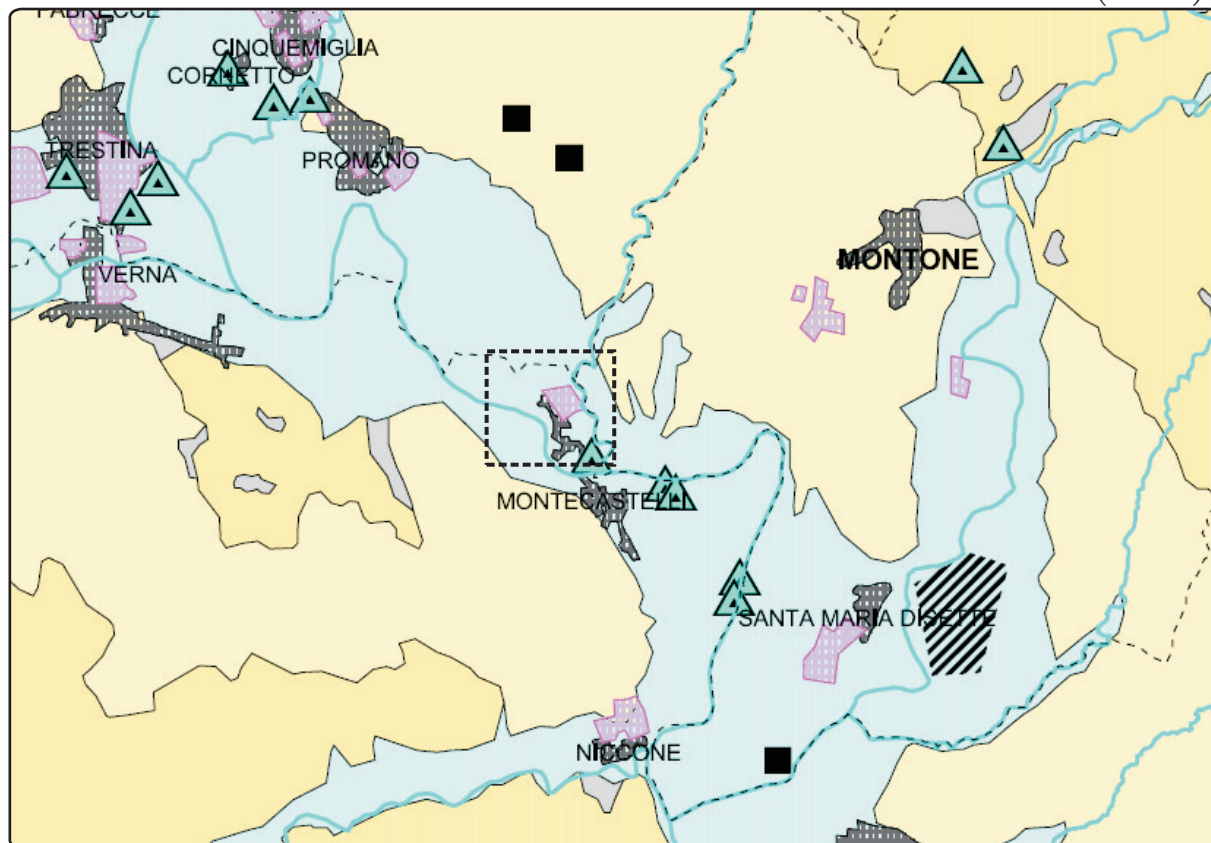 CINQUEMIGLIA
CORNETTO
TRESTINA
PROMANO
VERNA
MONTONE
MONTECASTELLI
SANTA MARIA DISETTE
NICCONE